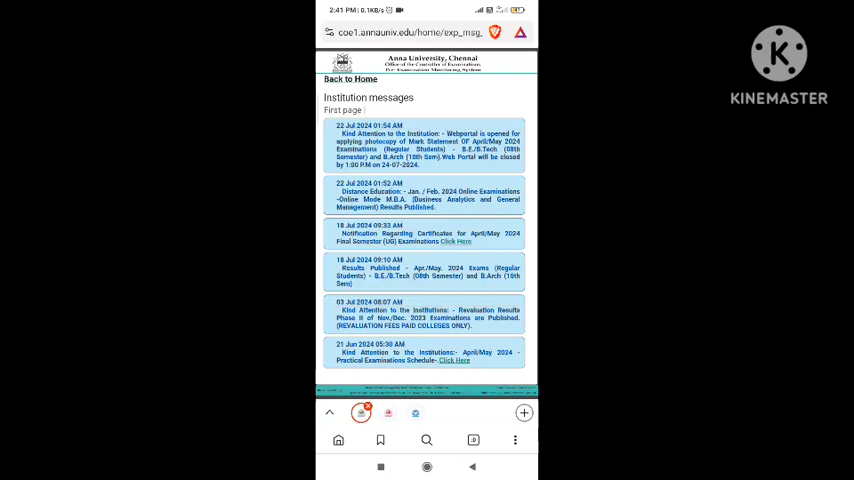 2:41 PM | 0.1KB/s
coe1.annauniv.edu/home/exp_msg_
Anna University, Chennai
Office of the Controller of Examinations
Pre-Examination Monitoring System
Back to Home
Institution messages
First page |
22 Jul 2024 01:54 AM
Kind Attention to the Institution: - Webportal is opened for
applying photocopy of Mark Statement OF April/May 2024
Examinations (Regular Students) - B.E./B.Tech (08th
Semester) and B.Arch (10th Sem).Web Portal will be closed
by 1:00 P.M on 24-07-2024.
22 Jul 2024 01:52 AM
Distance Education: - Jan. / Feb. 2024 Online Examinations
-Online Mode M.B.A. (Business Analytics and General
Management) Results Published.
18 Jul 2024 09:33 AM
Notification Regarding Certificates for April/May 2024
Final Semester (UG) Examinations Click Here
18 Jul 2024 09:10 AM
Results Published - Apr./May. 2024 Exams (Regular
Students) - B.E./B.Tech (08th Semester) and B.Arch (10th
Sem)
03 Jul 2024 08:07 AM
Kind Attention to the Institutions: - Revaluation Results
Phase II of Nov./Dec. 2023 Examinations are Published.
(REVALUATION FEES PAID COLLEGES ONLY).
21 Jun 2024 05:30 AM
Kind Attention to the Institutions:- April/May 2024 -
Practical Examinations Schedule-. Click Here
KINEMASTER